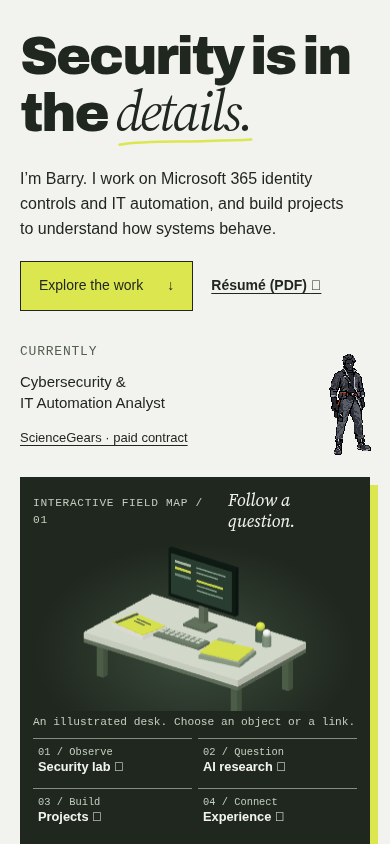 Security is in
the details.
I'm Barry. I work on Microsoft 365 identity
controls and IT automation, and build projects
to understand how systems behave.
Explore the work ↓
Résumé (PDF)
CURRENTLY
Cybersecurity &
IT Automation Analyst
ScienceGears · paid contract
INTERACTIVE FIELD MAP /
01
Follow a
question.
An illustrated desk. Choose an object or a link.
01 / Observe
Security lab
02 / Question
AI research
03 / Build
Projects
04 / Connect
Experience